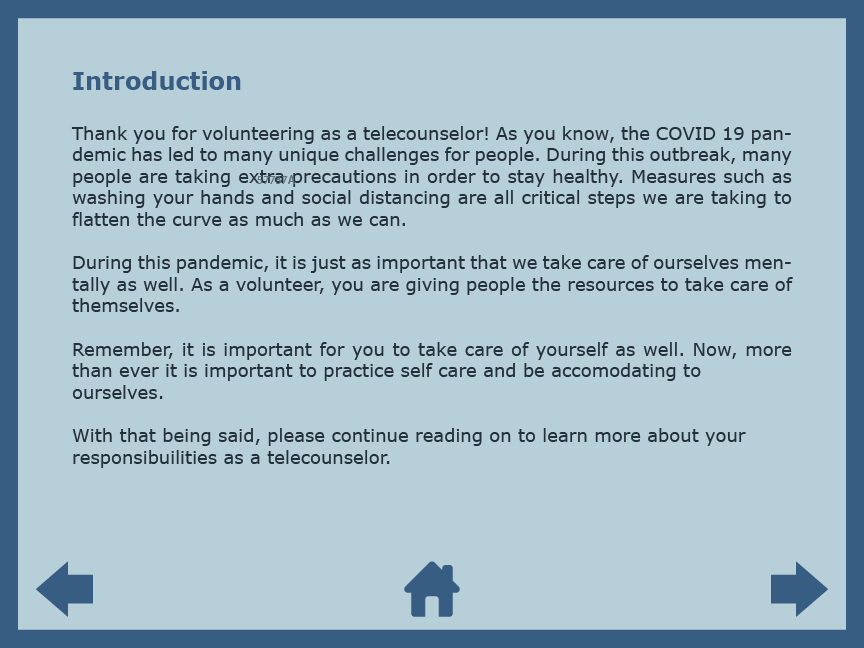 Introduction
Thank you for volunteering as a telecounselor! As you know, the COVID 19 pan-
demic has led to many unique challenges for people. During this outbreak, many
people are taking extra precautions in order to stay healthy. Measures such as
washing your hands and social distancing are all critical steps we are taking to
flatten the curve as much as we can.
During this pandemic, it is just as important that we take care of ourselves men-
tally as well. As a volunteer, you are giving people the resources to take care of
themselves.
Remember, it is important for you to take care of yourself as well. Now, more
than ever it is important to practice self care and be accomodating to
ourselves.
With that being said, please continue reading on to learn more about your
responsibuilities as a telecounselor.